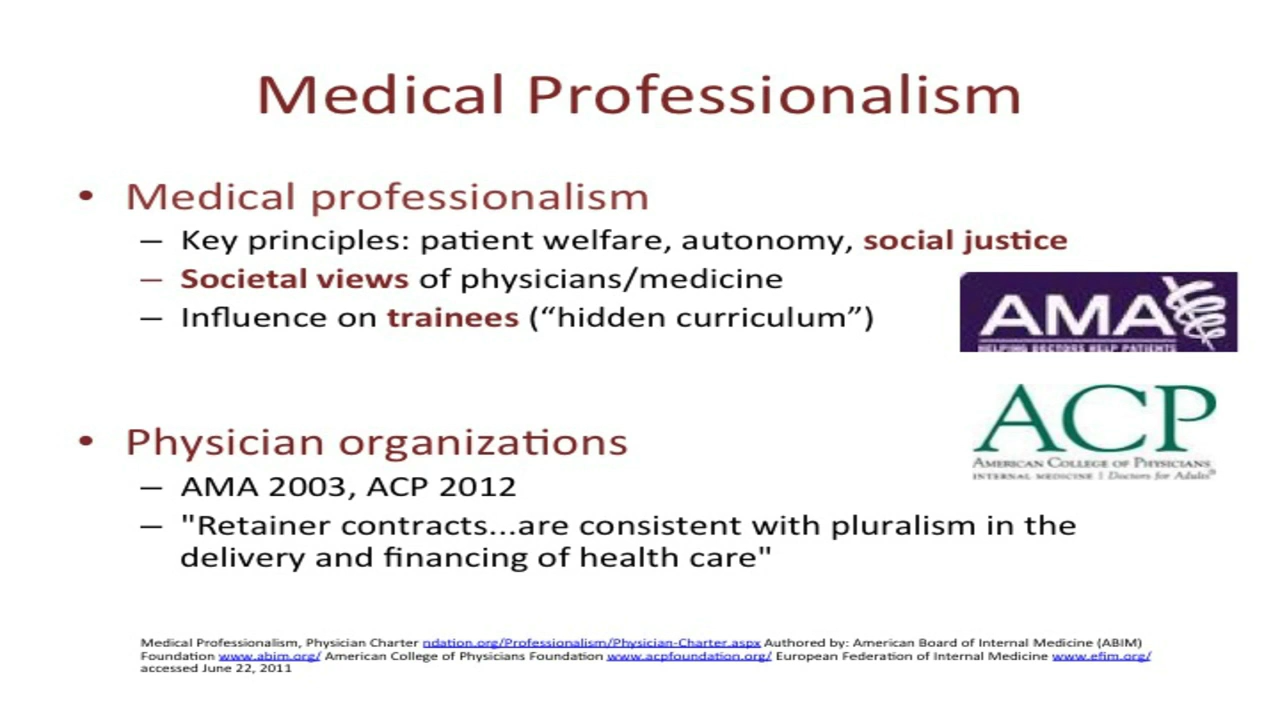 Medical Professionalism
• Medical professionalism
– Key principles: patient welfare, autonomy, social justice
– Societal views of physicians/medicine
– Influence on trainees (“hidden curriculum”)
AMA
HELPING DOCTORS HELP PATIENTS
ACP
AMERICAN COLLEGE OF PHYSICIANS
INTERNAL MEDICINE | Doctors for Adults®
• Physician organizations
– AMA 2003, ACP 2012
– "Retainer contracts...are consistent with pluralism in the
delivery and financing of health care"
Medical Professionalism, Physician Charter ndation.org/Professionalism/Physician-Charter.aspx Authored by: American Board of Internal Medicine (ABIM)
Foundation www.abim.org/ American College of Physicians Foundation www.acpfoundation.org/ European Federation of Internal Medicine www.efim.org/
accessed June 22, 2011